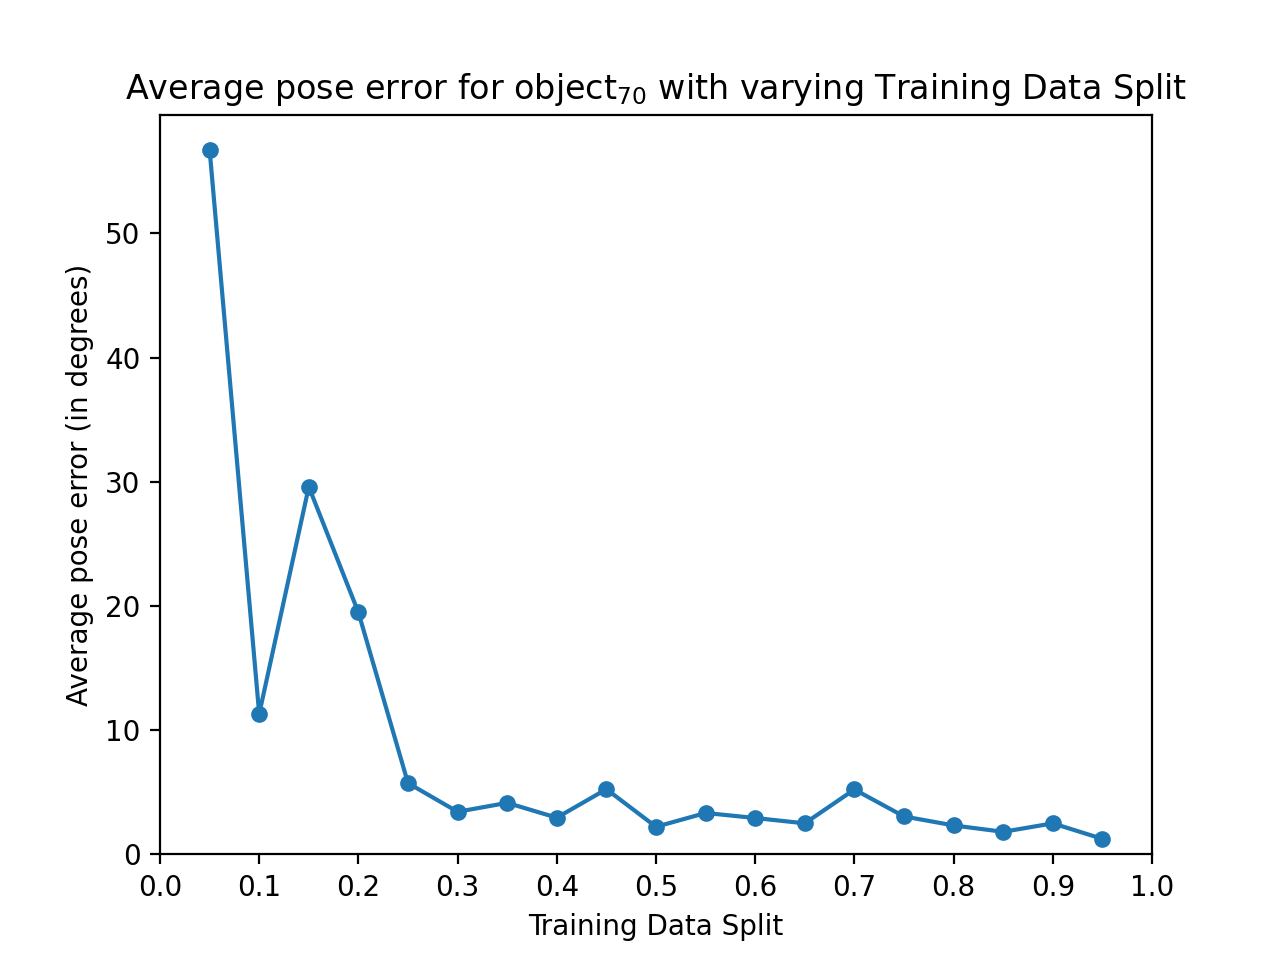 Average pose error for object₇₀ with varying Training Data Split
Average pose error (in degrees)
50
40
30
20
10
0
0.0 0.1 0.2 0.3 0.4 0.5 0.6 0.7 0.8 0.9 1.0
Training Data Split